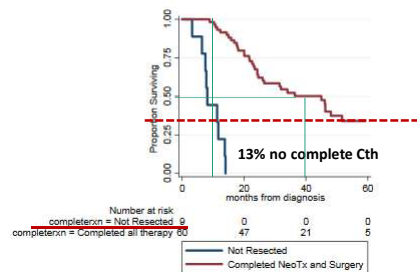 1.00
0.75
0.50
0.25
0.00
Proportion Surviving
13% no complete Cth
0 20 40 60
months from diagnosis
Number at risk
completerxn = Not Resected 9 0 0 0
completerxn = Completed all therapy 60 47 21 5
Not Resected
Completed NeoTx and Surgery